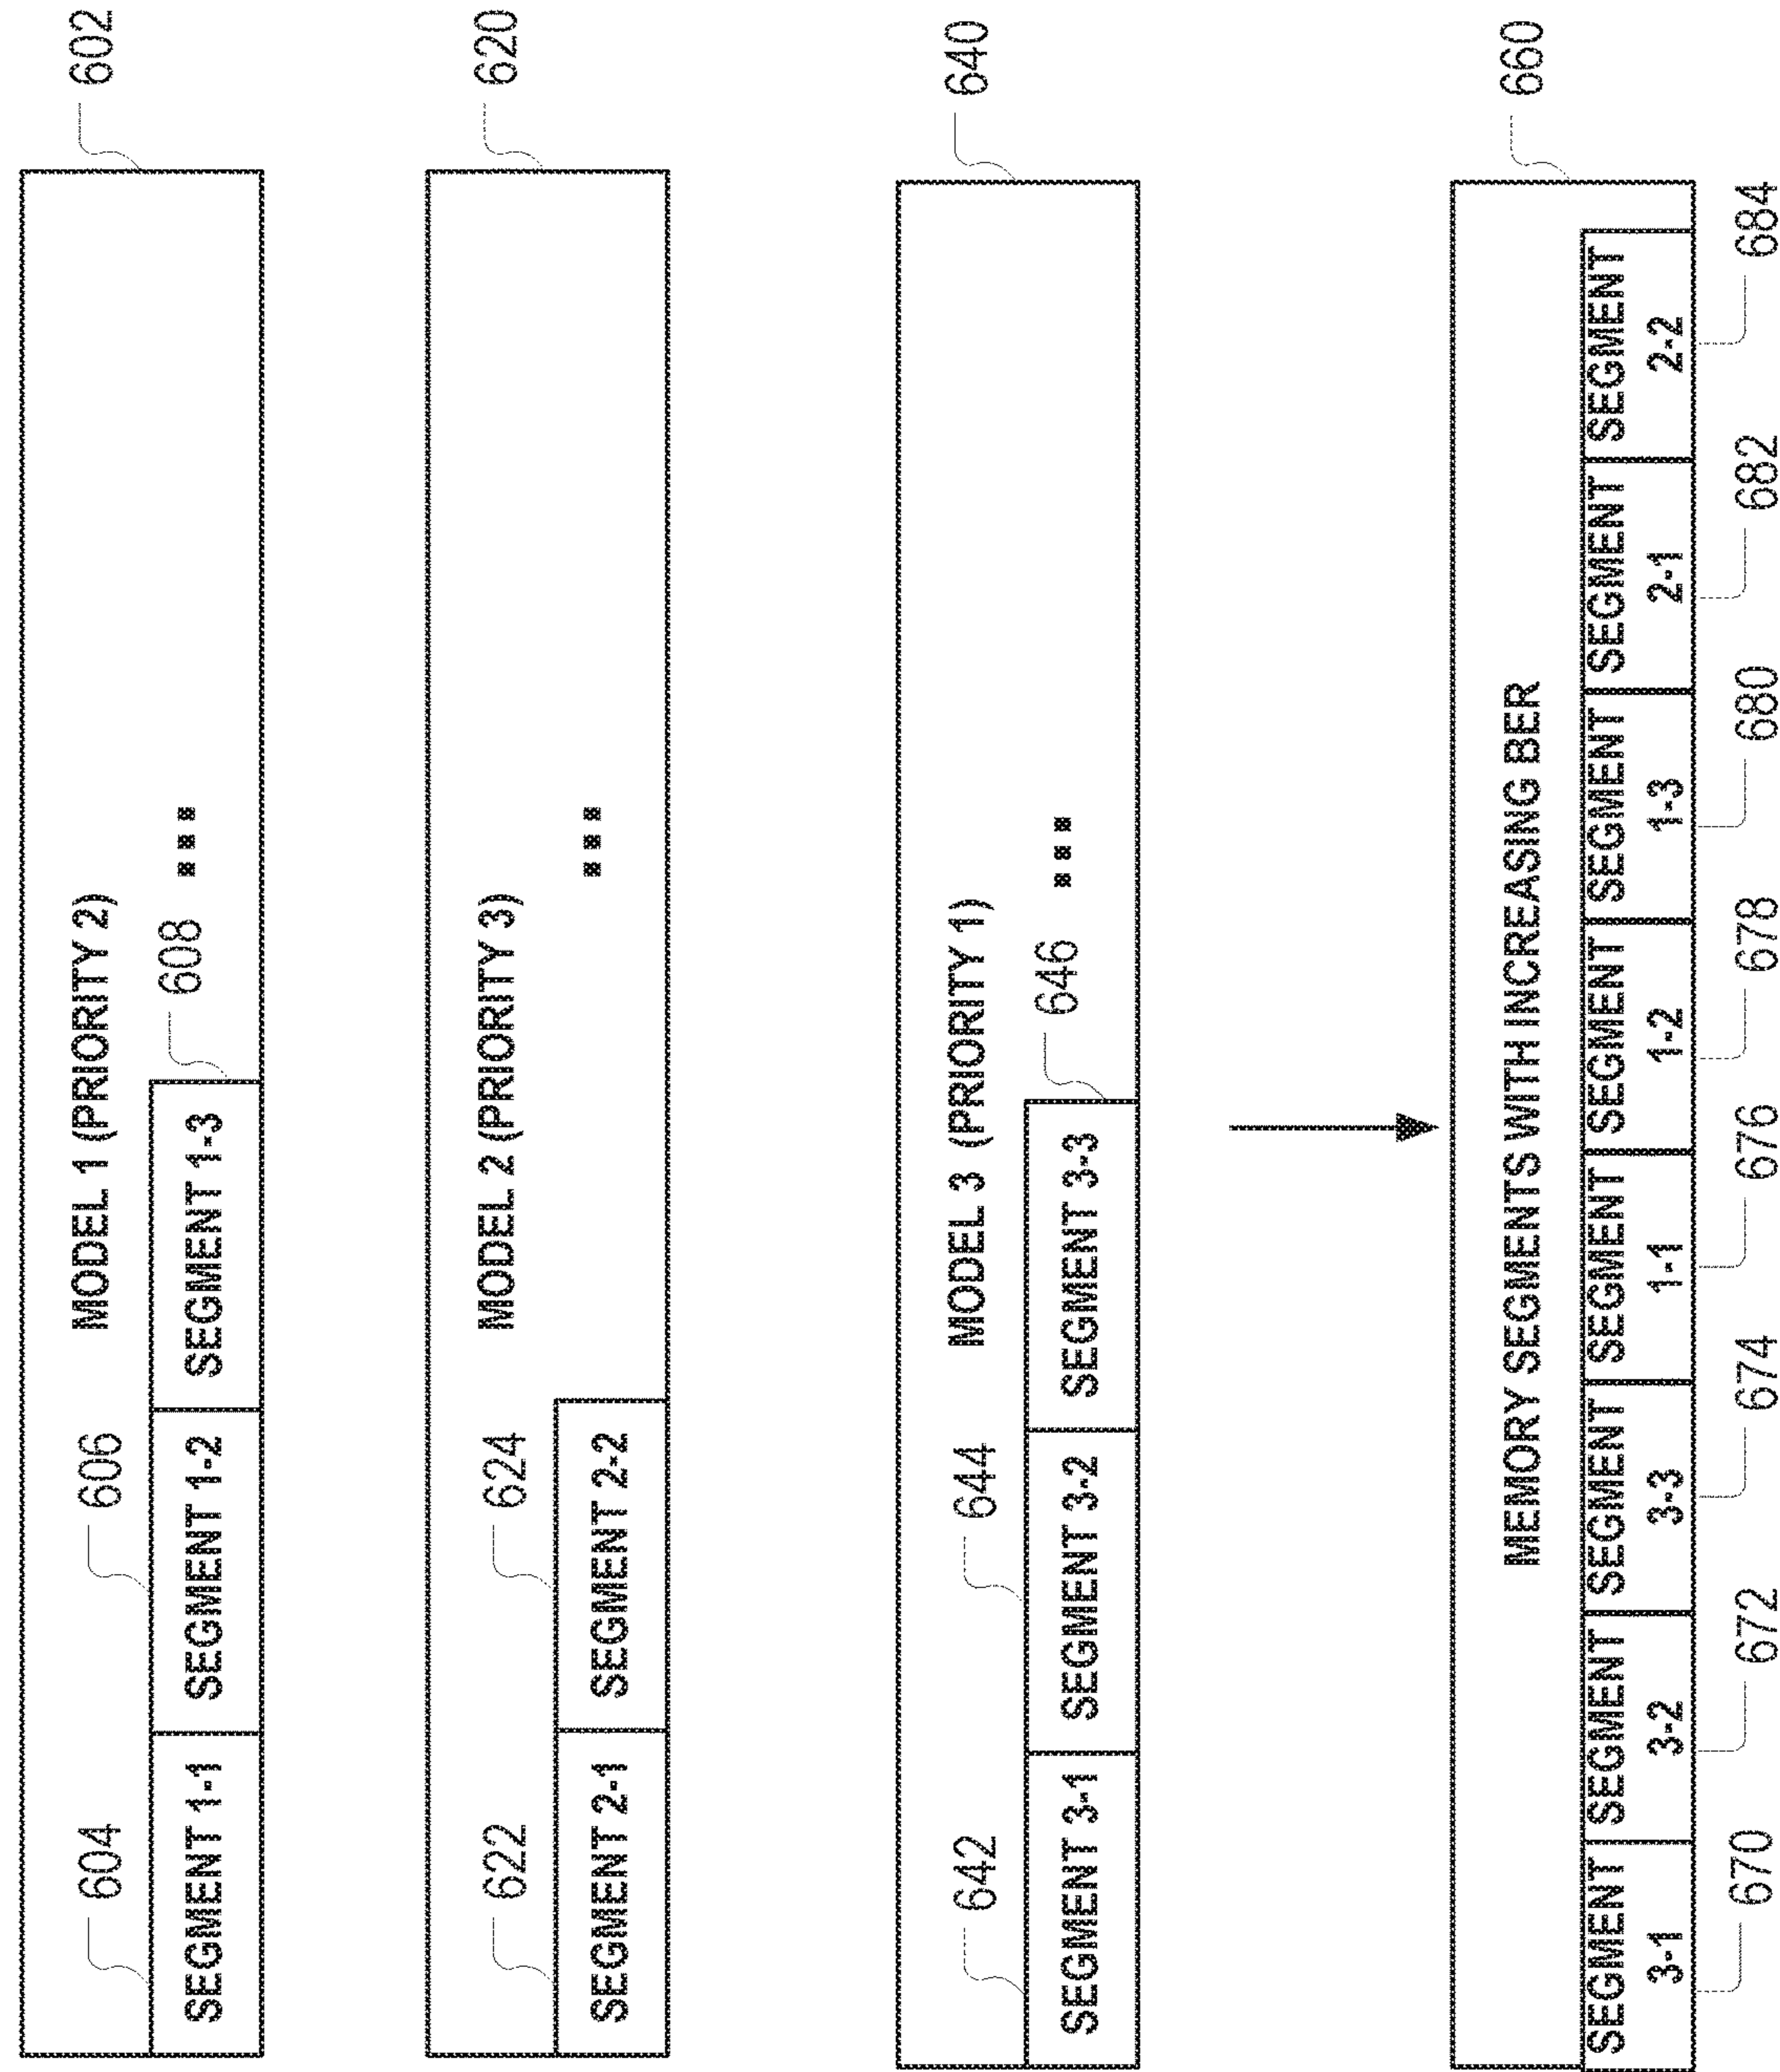 602
MODEL 1 (PRIORITY 2)
604
606
608
SEGMENT 1-1 SEGMENT 1-2 SEGMENT 1-3 ...
620
MODEL 2 (PRIORITY 3)
622
624
SEGMENT 2-1 SEGMENT 2-2 ...
640
MODEL 3 (PRIORITY 1)
642
644
646
SEGMENT 3-1 SEGMENT 3-2 SEGMENT 3-3 ...
660
MEMORY SEGMENTS WITH INCREASING BER
SEGMENT SEGMENT SEGMENT SEGMENT SEGMENT SEGMENT SEGMENT SEGMENT
3-1 3-2 3-3 1-1 1-2 1-3 2-1 2-2
670 672 674 676 678 680 682 684